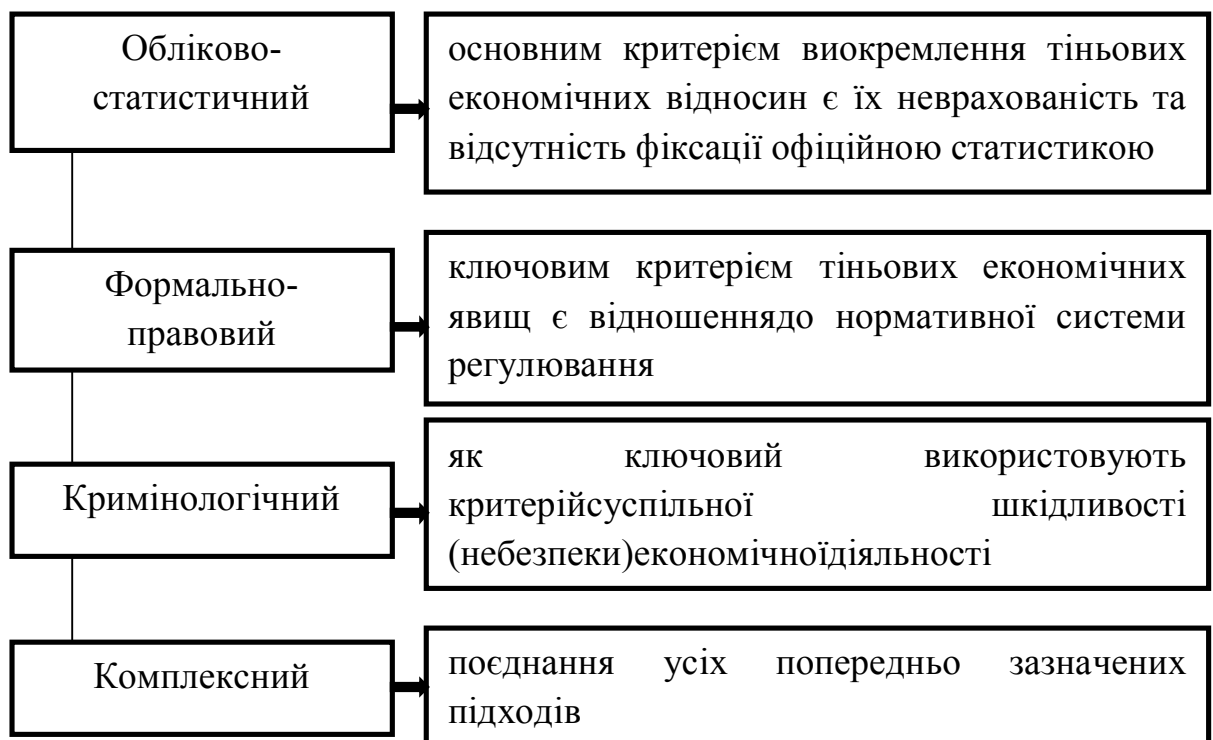 Обліково-
статистичний
основним критерієм виокремлення тіньових
економічних відносин є їх неврахованість та
відсутність фіксації офіційною статистикою
Формально-
правовий
ключовим критерієм тіньових економічних
явищ є відношеннядо нормативної системи
регулювання
Кримінологічний
як ключовий використовують
критерійсуспільної шкідливості
(небезпеки)економічноїдіяльності
Комплексний
поєднання усіх попередньо зазначених
підходів